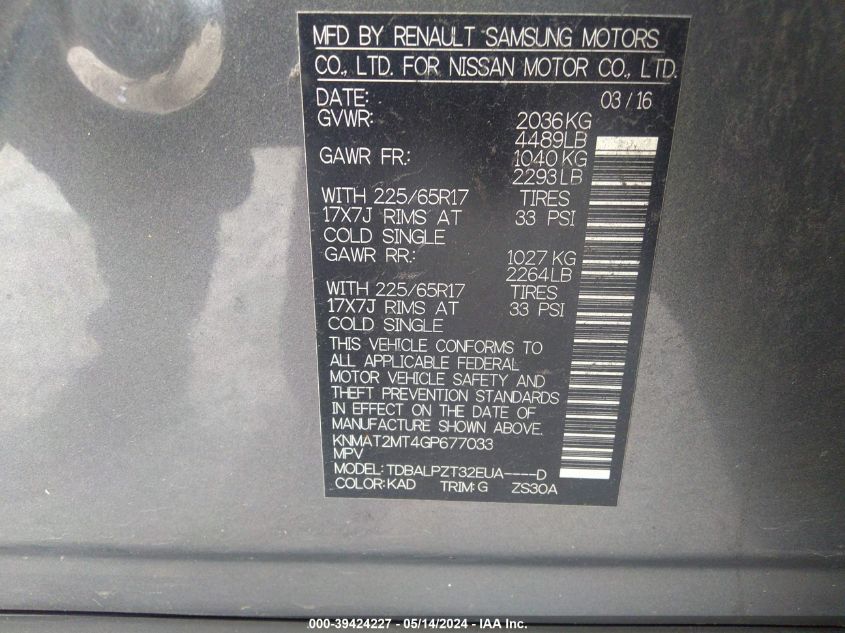 MFD BY RENAULT SAMSUNG MOTORS
CO., LTD. FOR NISSAN MOTOR CO., LTD.
DATE: 03 / 16
GVWR: 2036KG
4489LB
GAWR FR: 1040 KG
2293LB
WITH 225/65R17 TIRES
17X7J RIMS AT 33 PSI
COLD SINGLE
GAWR RR: 1027 KG
2264LB
WITH 225/65R17 TIRES
17X7J RIMS AT 33 PSI
COLD SINGLE
THIS VEHICLE CONFORMS TO
ALL APPLICABLE FEDERAL
MOTOR VEHICLE SAFETY AND
THEFT PREVENTION STANDARDS
IN EFFECT ON THE DATE OF
MANUFACTURE SHOWN ABOVE.
KNMAT2MT4GP677033
MPV
MODEL: TDBALPZT32EUA----D
COLOR: KAD TRIM: G ZS30A
000-39424227 - 05/14/2024 - IAA Inc.